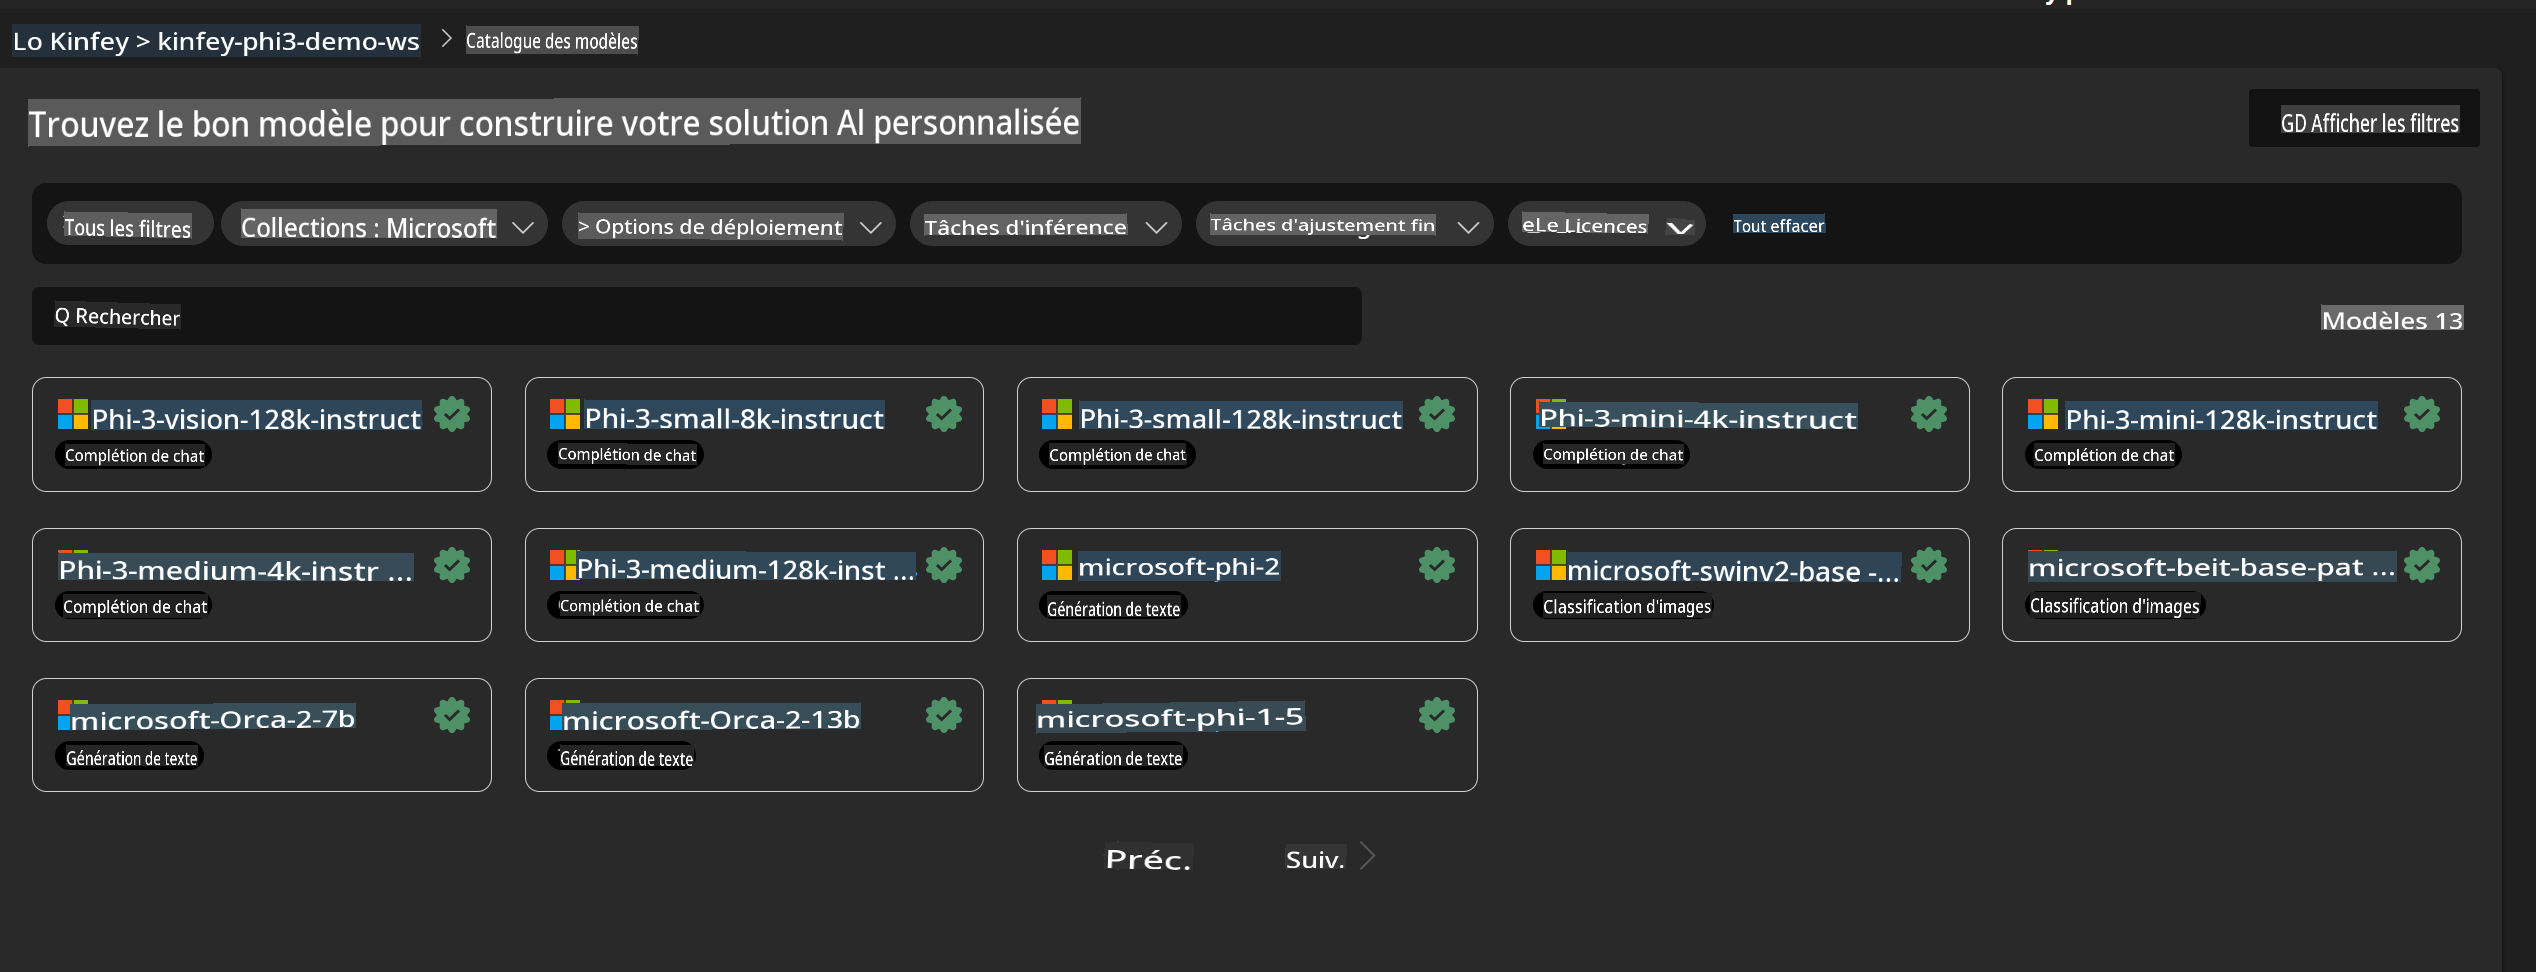 Lo Kinfey > kinfey-phi3-demo-ws > Catalogue des modèles
Trouvez le bon modèle pour construire votre solution AI personnalisée
GD Afficher les filtres
Tous les filtres
Collections : Microsoft
> Options de déploiement
Tâches d'inférence
Tâches d'ajustement fin
eLe Licences
Tout effacer
Q Rechercher
Modèles 13
Phi-3-vision-128k-instruct
Complétion de chat
Phi-3-small-8k-instruct
Complétion de chat
Phi-3-small-128k-instruct
Complétion de chat
Phi-3-mini-4k-instruct
Complétion de chat
Phi-3-mini-128k-instruct
Complétion de chat
Phi-3-medium-4k-instr ...
Complétion de chat
Phi-3-medium-128k-inst ...
Complétion de chat
microsoft-phi-2
Génération de texte
microsoft-swinv2-base -...
Classification d'images
microsoft-beit-base-pat ...
Classification d'images
microsoft-Orca-2-7b
Génération de texte
microsoft-Orca-2-13b
Génération de texte
microsoft-phi-1-5
Génération de texte
Préc.
Suiv. >